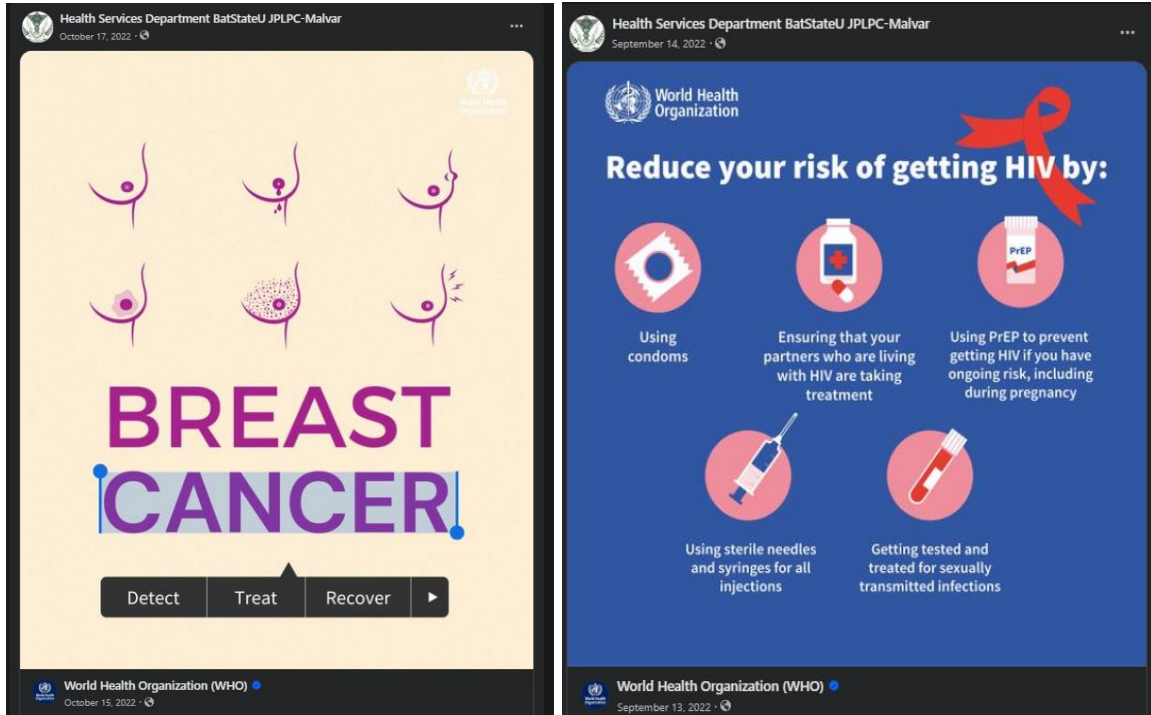 Health Services Department BatStateU JPLPC-Malvar
October 17, 2022 ·
World Health
Organization
BREAST
CANCER
Detect
Treat
Recover
World Health Organization (WHO)
October 15, 2022 ·
Health Services Department BatStateU JPLPC-Malvar
September 14, 2022 ·
World Health
Organization
Reduce your risk of getting HIV by:
Using
condoms
Ensuring that your
partners who are living
with HIV are taking
treatment
PrEP
Using PrEP to prevent
getting HIV if you have
ongoing risk, including
during pregnancy
Using sterile needles
and syringes for all
injections
Getting tested and
treated for sexually
transmitted infections
World Health Organization (WHO)
September 13, 2022 ·